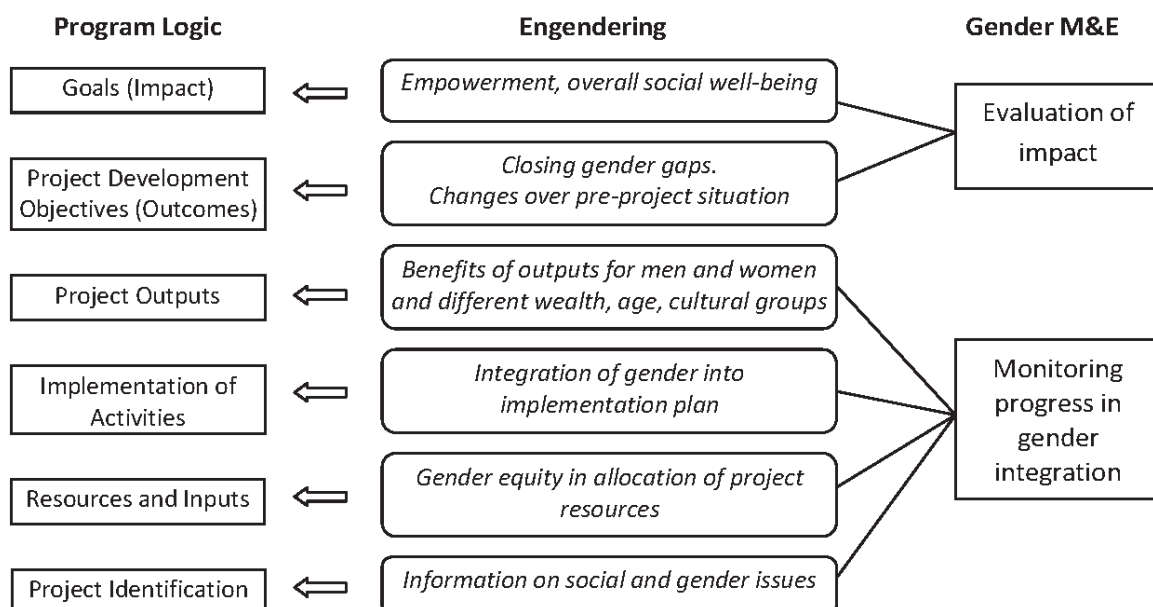 Program Logic
Engendering
Gender M&E
Goals (Impact)
Empowerment, overall social well-being
Evaluation of
impact
Project Development
Objectives (Outcomes)
Closing gender gaps.
Changes over pre-project situation
Project Outputs
Benefits of outputs for men and women
and different wealth, age, cultural groups
Implementation of
Activities
Integration of gender into
implementation plan
Monitoring
progress in
gender
integration
Resources and Inputs
Gender equity in allocation of project
resources
Project Identification
Information on social and gender issues